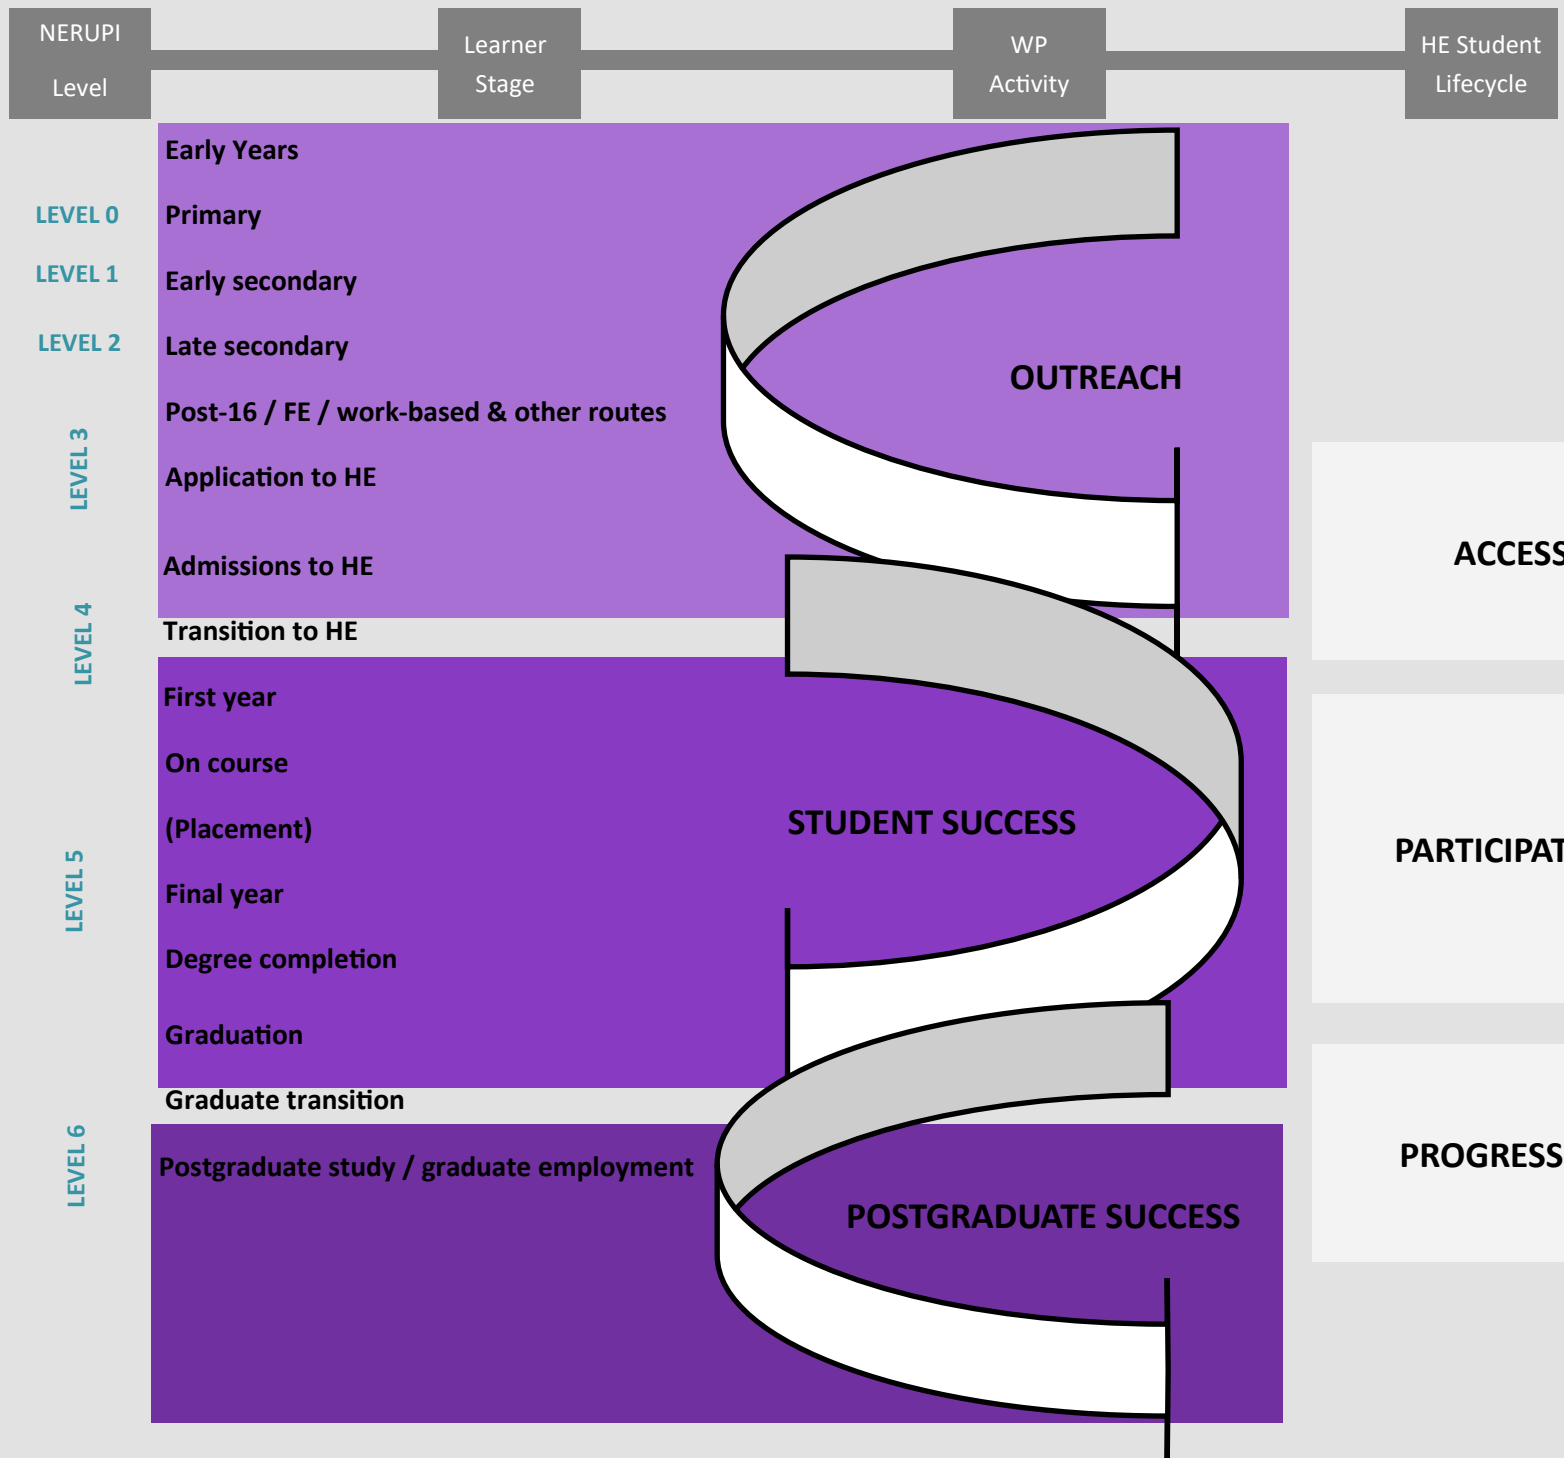 NERUPI
Level
Learner
Stage
WP
Activity
HE Student
Lifecycle
Early Years
LEVEL 0
Primary
LEVEL 1
Early secondary
LEVEL 2
Late secondary
OUTREACH
Post-16 / FE / work-based & other routes
LEVEL 3
Application to HE
ACCESS
Admissions to HE
LEVEL 4
Transition to HE
First year
On course
STUDENT SUCCESS
(Placement)
PARTICIPAT
LEVEL 5
Final year
Degree completion
Graduation
Graduate transition
LEVEL 6
Postgraduate study / graduate employment
PROGRESS
POSTGRADUATE SUCCESS